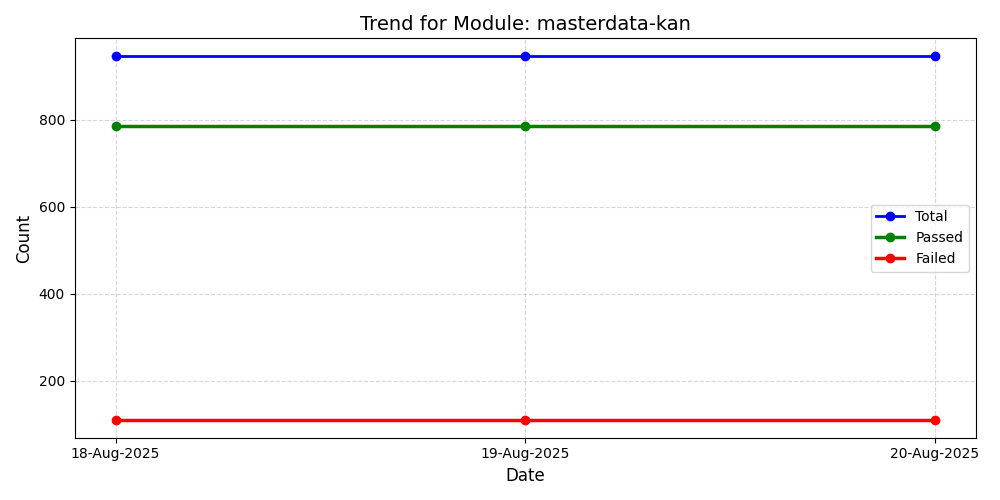 Trend for Module: masterdata-kan
800
600
400
200
Count
Total
Passed
Failed
18-Aug-2025
19-Aug-2025
20-Aug-2025
Date